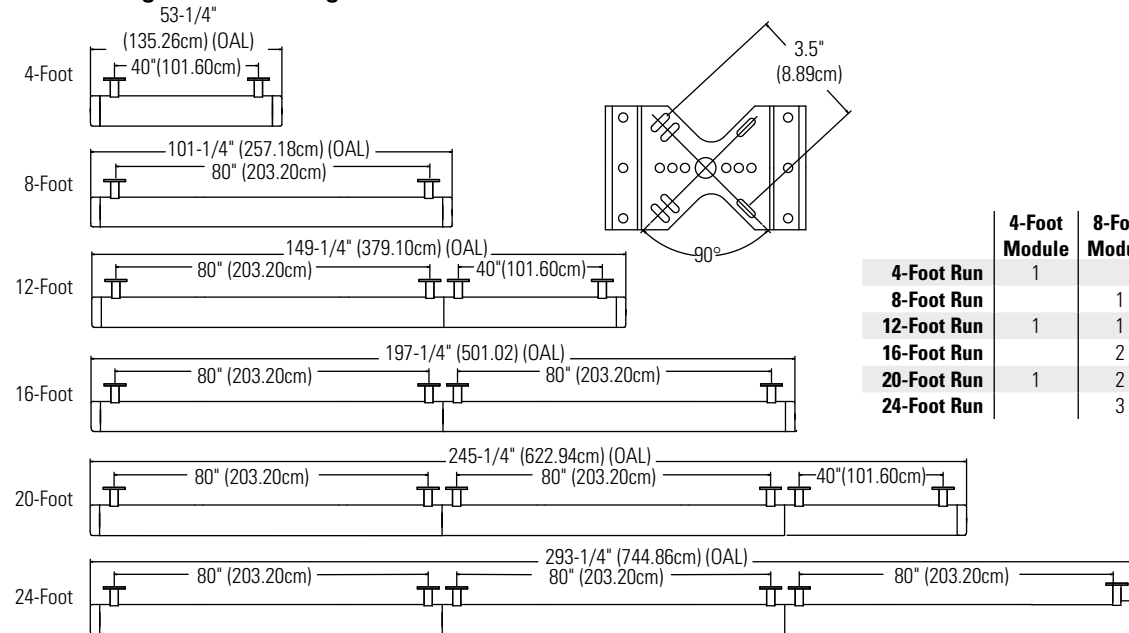 53-1/4"
(135.26cm) (OAL)
4-Foot
40"(101.60cm)
3.5"
(8.89cm)
101-1/4" (257.18cm) (OAL)
8-Foot
80" (203.20cm)
90°
149-1/4" (379.10cm) (OAL)
12-Foot
80" (203.20cm) 40"(101.60cm)
197-1/4" (501.02) (OAL)
16-Foot
80" (203.20cm) 80" (203.20cm)
245-1/4" (622.94cm) (OAL)
20-Foot
80" (203.20cm) 80" (203.20cm) 40"(101.60cm)
293-1/4" (744.86cm) (OAL)
24-Foot
80" (203.20cm) 80" (203.20cm) 80" (203.20cm)
4-Foot 8-Fo
Module Modu
4-Foot Run 1
8-Foot Run 1
12-Foot Run 1 1
16-Foot Run 2
20-Foot Run 1 2
24-Foot Run 3